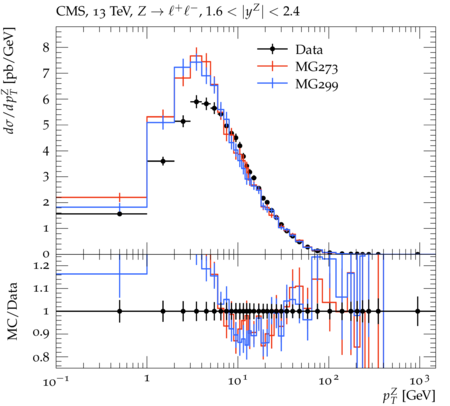 CMS, 13 TeV, Z → ℓ⁺ℓ⁻, 1.6 < |y^Z| < 2.4
dσ/dp_T^Z [pb/GeV]
8
7
6
5
4
3
2
1
0
Data
MG273
MG299
MC/Data
1.2
1.1
1
0.9
0.8
10⁻¹ 1 10¹ 10² 10³
p_T^Z [GeV]